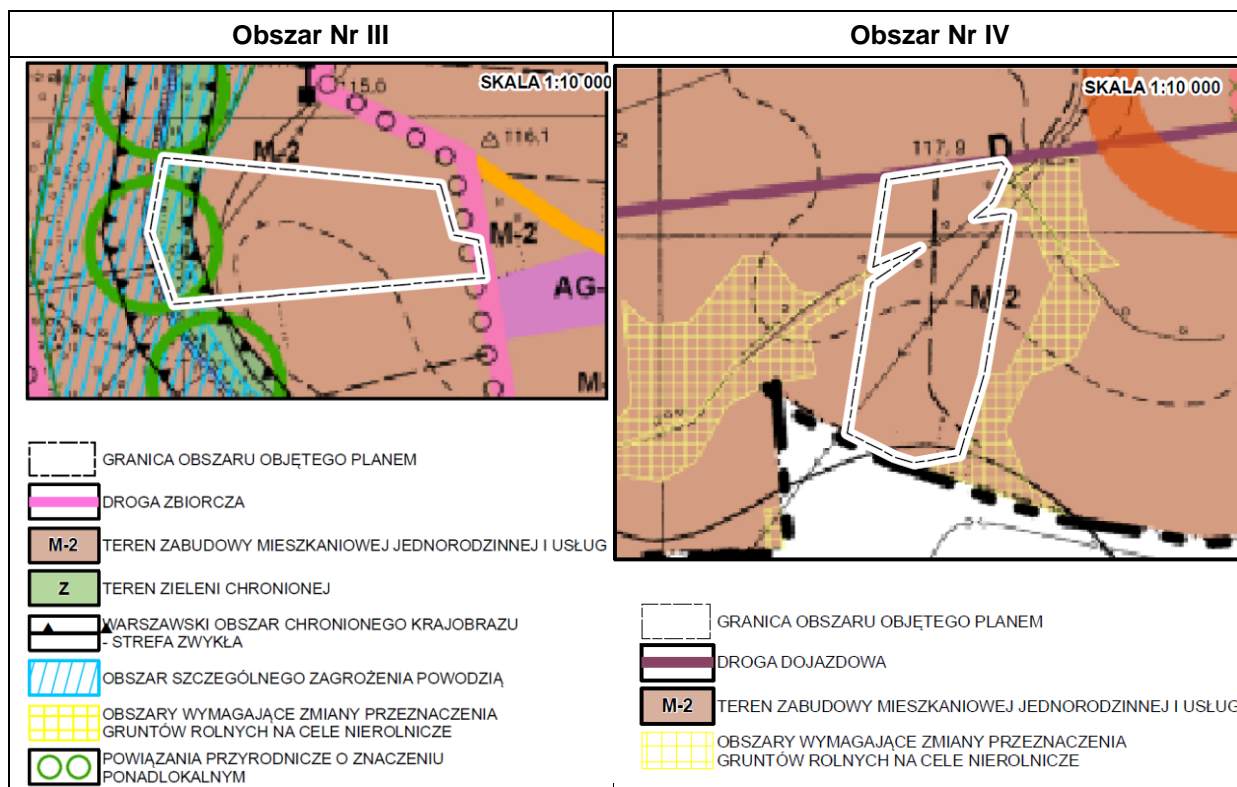 Obszar Nr III
Obszar Nr IV
SKALA 1:10 000
M-2
116,1
M-2
AG-
M-
GRANICA OBSZARU OBJĘTEGO PLANEM
DROGA ZBIORCZA
M-2 TEREN ZABUDOWY MIESZKANIOWEJ JEDNORODZINNEJ I USŁUG
Z TEREN ZIELENI CHRONIONEJ
WARSZAWSKI OBSZAR CHRONIONEGO KRAJOBRAZU
- STREFA ZWYKŁA
OBSZAR SZCZEGÓLNEGO ZAGROŻENIA POWODZIĄ
OBSZARY WYMAGAJĄCE ZMIANY PRZEZNACZENIA
GRUNTÓW ROLNYCH NA CELE NIEROLNICZE
POWIĄZANIA PRZYRODNICZE O ZNACZENIU
PONADLOKALNYM
SKALA 1:10 000
117,9
D
M-2
GRANICA OBSZARU OBJĘTEGO PLANEM
DROGA DOJAZDOWA
M-2 TEREN ZABUDOWY MIESZKANIOWEJ JEDNORODZINNEJ I USŁUG
OBSZARY WYMAGAJĄCE ZMIANY PRZEZNACZENIA
GRUNTÓW ROLNYCH NA CELE NIEROLNICZE